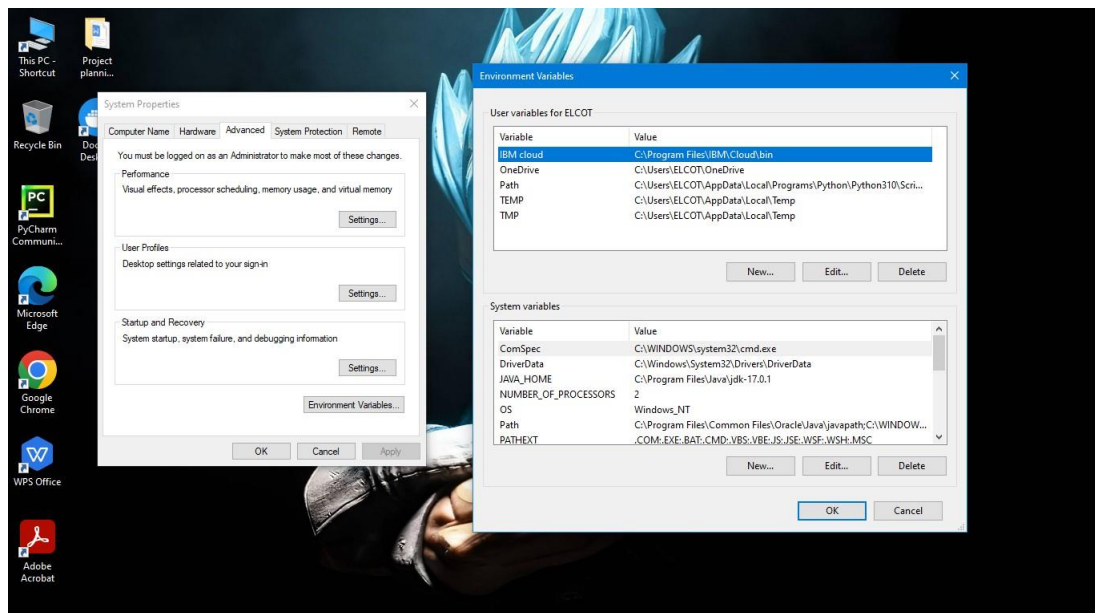 This PC -
Shortcut
Project
planni...
Recycle Bin
Doc
Desl
PC
PyCharm
Communi...
Microsoft
Edge
Google
Chrome
WPS Office
Adobe
Acrobat
System Properties
Computer Name Hardware Advanced System Protection Remote
You must be logged on as an Administrator to make most of these changes.
Performance
Visual effects, processor scheduling, memory usage, and virtual memory
Settings...
User Profiles
Desktop settings related to your sign-in
Settings...
Startup and Recovery
System startup, system failure, and debugging information
Settings...
Environment Variables...
OK Cancel Apply
Environment Variables
User variables for ELCOT
Variable Value
IBM cloud C:\Program Files\IBM\Cloud\bin
OneDrive C:\Users\ELCOT\OneDrive
Path C:\Users\ELCOT\AppData\Local\Programs\Python\Python310\Scri...
TEMP C:\Users\ELCOT\AppData\Local\Temp
TMP C:\Users\ELCOT\AppData\Local\Temp
New... Edit... Delete
System variables
Variable Value
ComSpec C:\WINDOWS\system32\cmd.exe
DriverData C:\Windows\System32\Drivers\DriverData
JAVA_HOME C:\Program Files\Java\jdk-17.0.1
NUMBER_OF_PROCESSORS 2
OS Windows_NT
Path C:\Program Files\Common Files\Oracle\Java\javapath;C:\WINDOW...
PATHEXT .COM;.EXE;.BAT;.CMD;.VBS;.VBE;.JS;.JSE;.WSF;.WSH;.MSC
New... Edit... Delete
OK Cancel